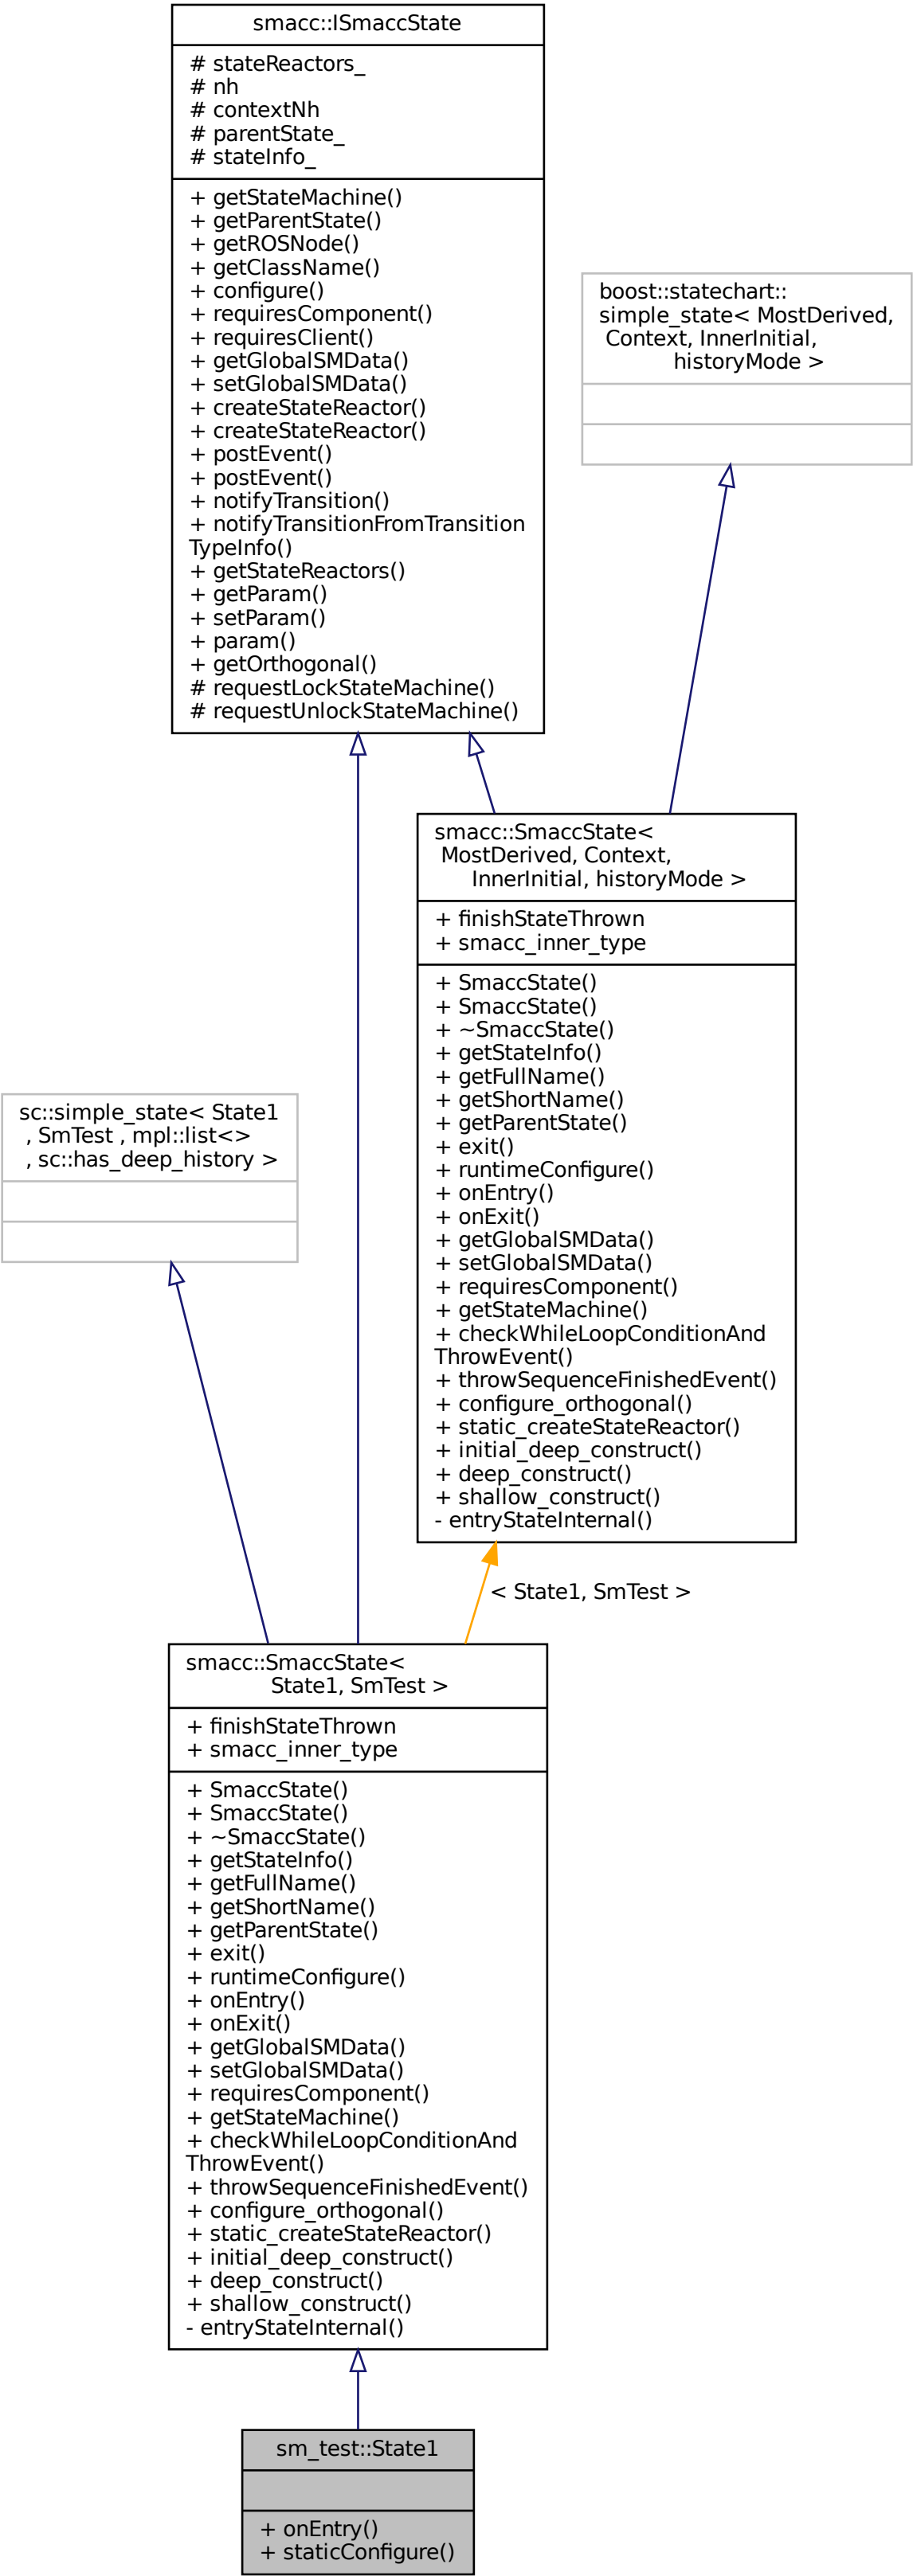 smacc::ISmaccState
# stateReactors_
# nh
# contextNh
# parentState_
# stateInfo_
+ getStateMachine()
+ getParentState()
+ getROSNode()
+ getClassName()
+ configure()
+ requiresComponent()
+ requiresClient()
+ getGlobalSMData()
+ setGlobalSMData()
+ createStateReactor()
+ createStateReactor()
+ postEvent()
+ postEvent()
+ notifyTransition()
+ notifyTransitionFromTransition
TypeInfo()
+ getStateReactors()
+ getParam()
+ setParam()
+ param()
+ getOrthogonal()
# requestLockStateMachine()
# requestUnlockStateMachine()
boost::statechart::
simple_state< MostDerived,
Context, InnerInitial,
historyMode >
smacc::SmaccState<
MostDerived, Context,
InnerInitial, historyMode >
+ finishStateThrown
+ smacc_inner_type
+ SmaccState()
+ SmaccState()
+ ~SmaccState()
+ getStateInfo()
+ getFullName()
+ getShortName()
+ getParentState()
+ exit()
+ runtimeConfigure()
+ onEntry()
+ onExit()
+ getGlobalSMData()
+ setGlobalSMData()
+ requiresComponent()
+ getStateMachine()
+ checkWhileLoopConditionAnd
ThrowEvent()
+ throwSequenceFinishedEvent()
+ configure_orthogonal()
+ static_createStateReactor()
+ initial_deep_construct()
+ deep_construct()
+ shallow_construct()
- entryStateInternal()
sc::simple_state< State1
, SmTest , mpl::list<>
, sc::has_deep_history >
< State1, SmTest >
smacc::SmaccState<
State1, SmTest >
+ finishStateThrown
+ smacc_inner_type
+ SmaccState()
+ SmaccState()
+ ~SmaccState()
+ getStateInfo()
+ getFullName()
+ getShortName()
+ getParentState()
+ exit()
+ runtimeConfigure()
+ onEntry()
+ onExit()
+ getGlobalSMData()
+ setGlobalSMData()
+ requiresComponent()
+ getStateMachine()
+ checkWhileLoopConditionAnd
ThrowEvent()
+ throwSequenceFinishedEvent()
+ configure_orthogonal()
+ static_createStateReactor()
+ initial_deep_construct()
+ deep_construct()
+ shallow_construct()
- entryStateInternal()
sm_test::State1
+ onEntry()
+ staticConfigure()